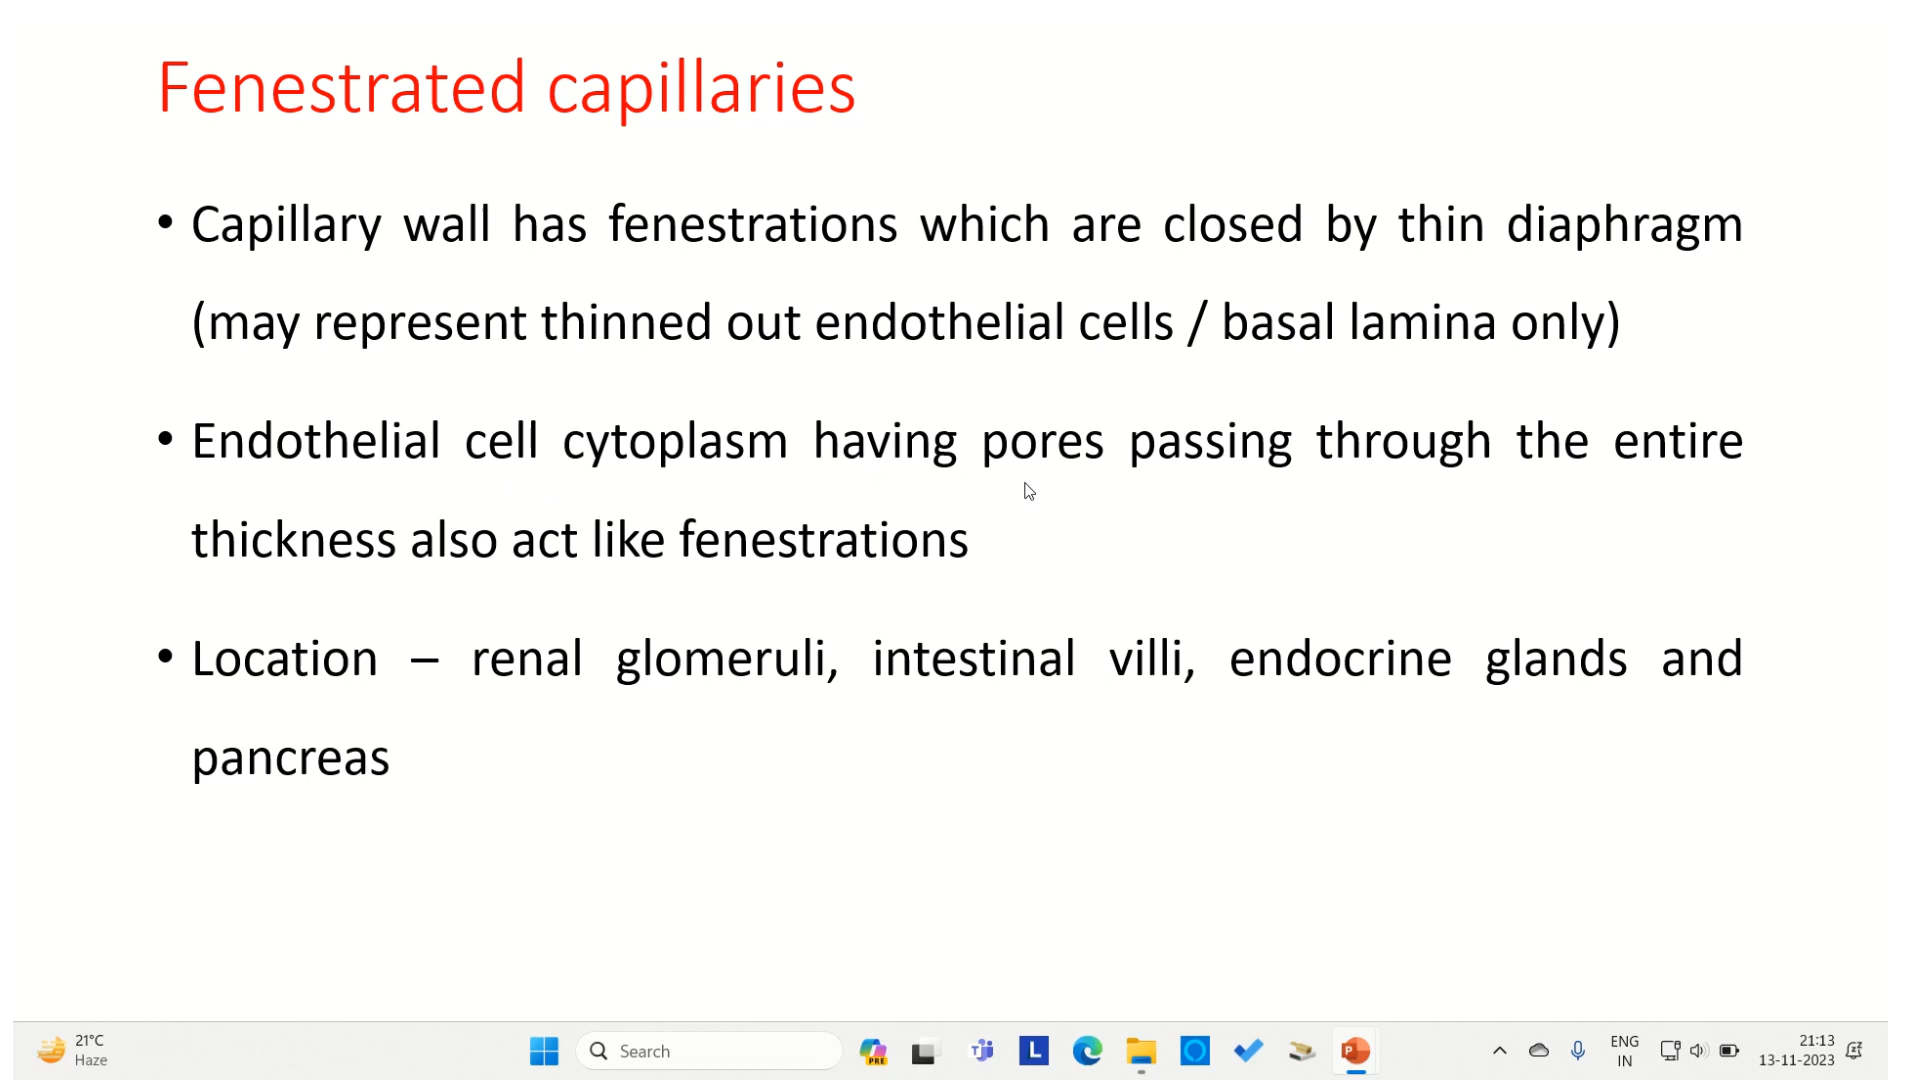 Fenestrated capillaries
• Capillary wall has fenestrations which are closed by thin diaphragm
(may represent thinned out endothelial cells / basal lamina only)
• Endothelial cell cytoplasm having pores passing through the entire
thickness also act like fenestrations
• Location – renal glomeruli, intestinal villi, endocrine glands and
pancreas
21°C
Haze
Search
PRE
L
P
ENG
IN
21:13
13-11-2023